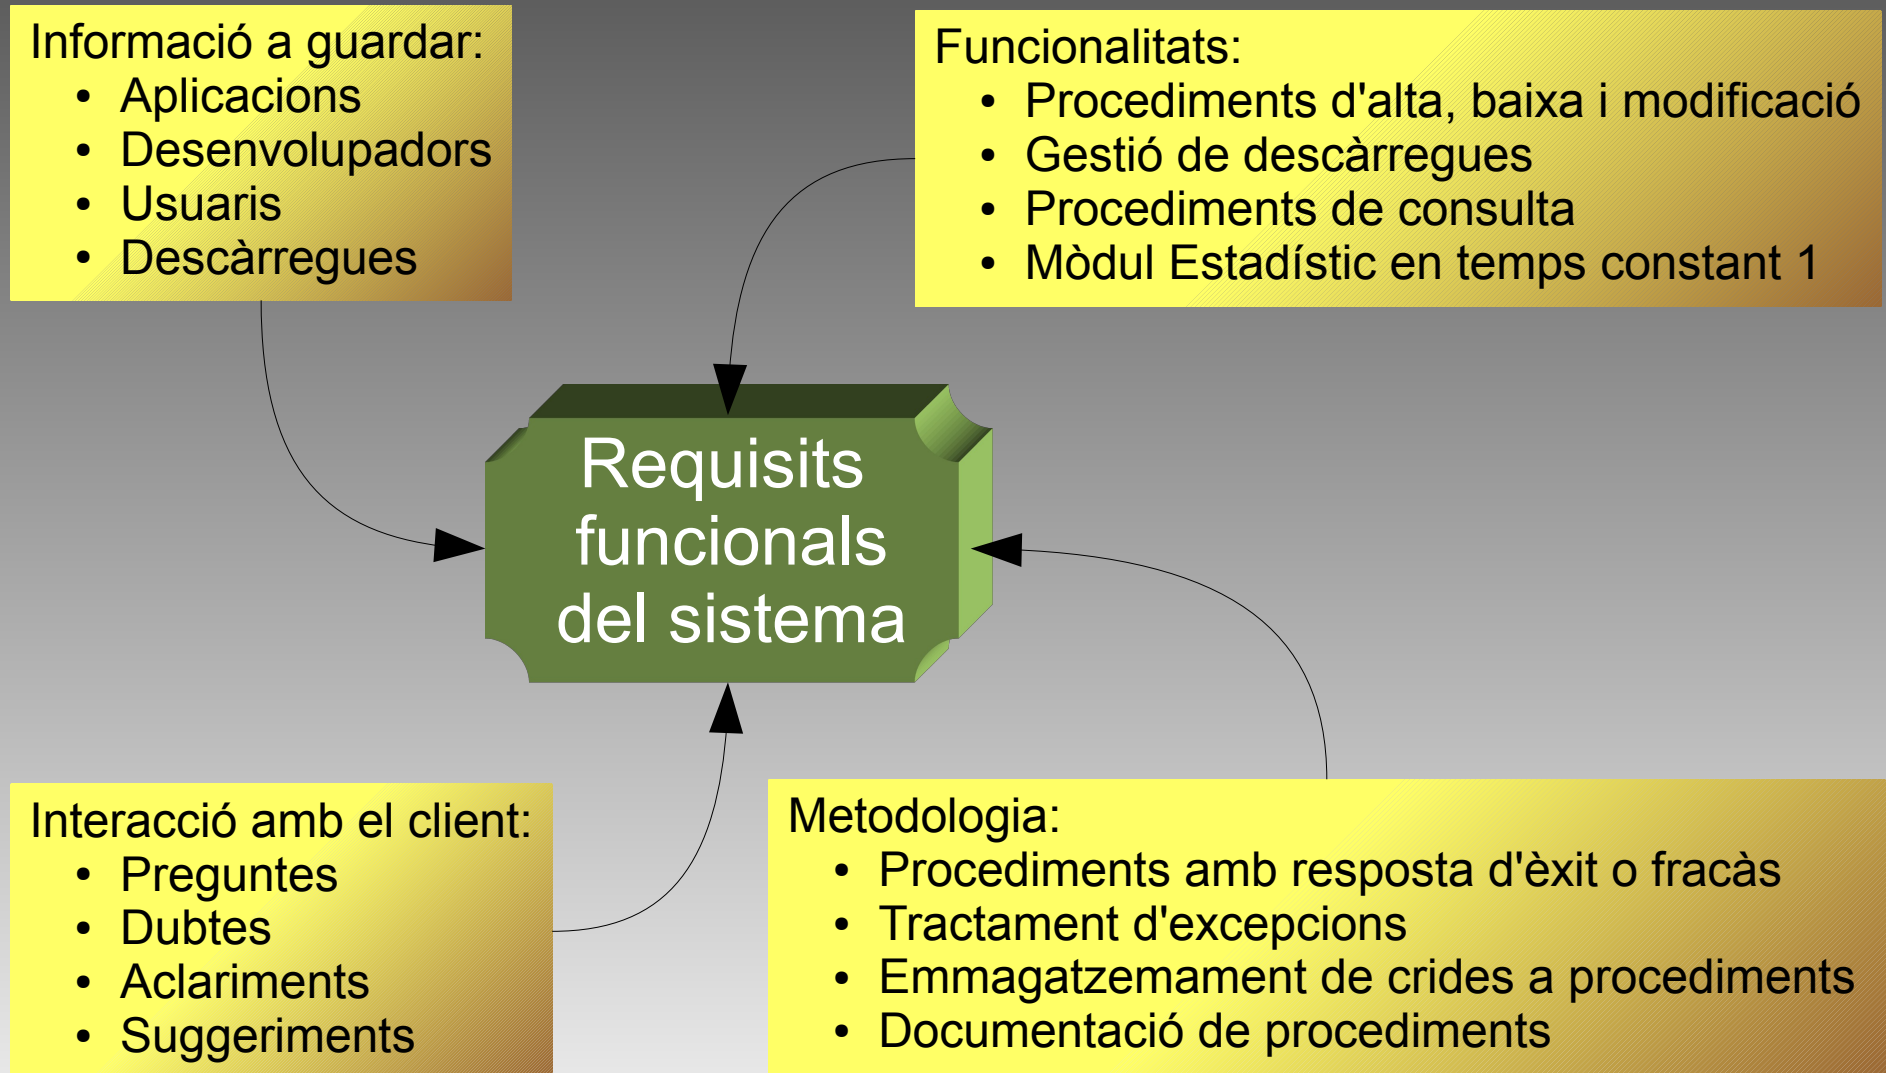 Informació a guardar:
• Aplicacions
• Desenvolupadors
• Usuaris
• Descàrregues
Funcionalitats:
• Procediments d'alta, baixa i modificació
• Gestió de descàrregues
• Procediments de consulta
• Mòdul Estadístic en temps constant 1
Requisits
funcionals
del sistema
Interacció amb el client:
• Preguntes
• Dubtes
• Aclariments
• Suggeriments
Metodologia:
• Procediments amb resposta d'èxit o fracàs
• Tractament d'excepcions
• Emmagatzemament de crides a procediments
• Documentació de procediments